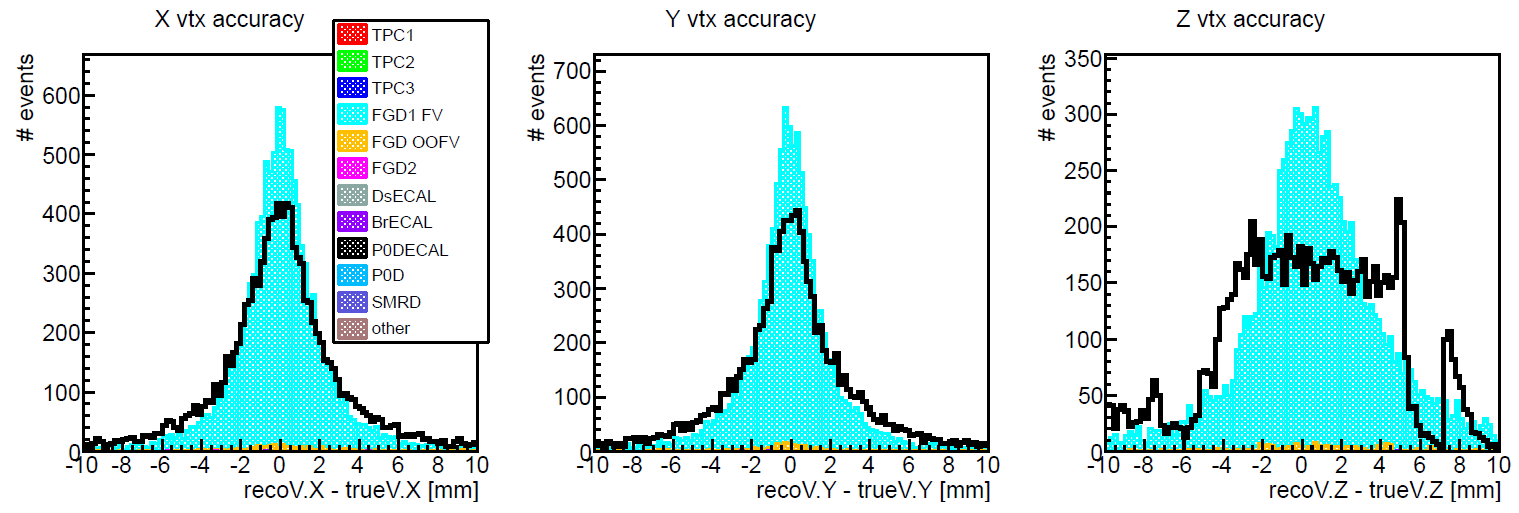 X vtx accuracy
# events
600
500
400
300
200
100
0
-10 -8 -6 -4 -2 0 2 4 6 8 10
recoV.X - trueV.X [mm]
TPC1
TPC2
TPC3
FGD1 FV
FGD OOFV
FGD2
DsECAL
BrECAL
P0DECAL
P0D
SMRD
other
Y vtx accuracy
# events
700
600
500
400
300
200
100
0
-10 -8 -6 -4 -2 0 2 4 6 8 10
recoV.Y - trueV.Y [mm]
Z vtx accuracy
# events
350
300
250
200
150
100
50
0
-10 -8 -6 -4 -2 0 2 4 6 8 10
recoV.Z - trueV.Z [mm]